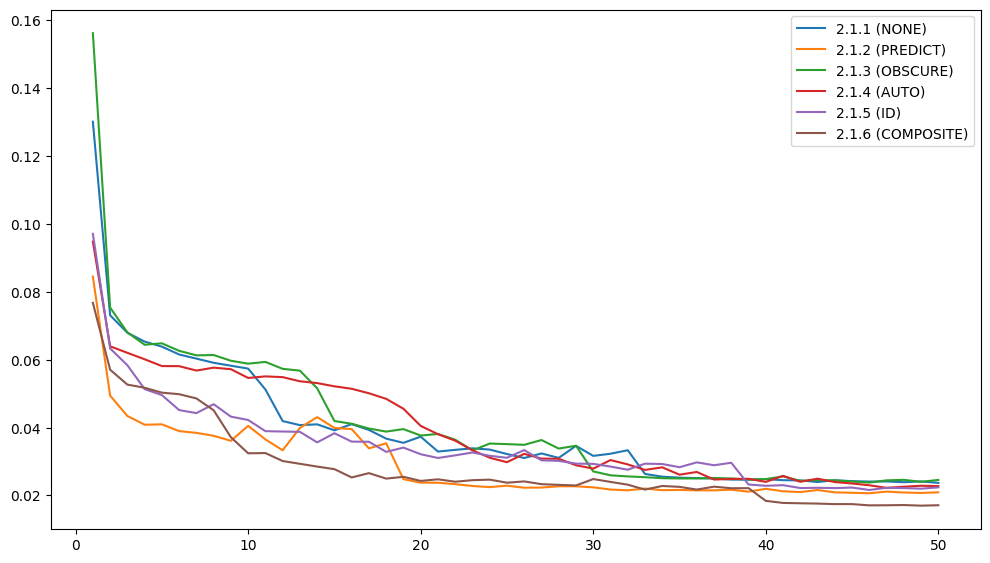 0.16
0.14
0.12
0.10
0.08
0.06
0.04
0.02
0 10 20 30 40 50
2.1.1 (NONE)
2.1.2 (PREDICT)
2.1.3 (OBSCURE)
2.1.4 (AUTO)
2.1.5 (ID)
2.1.6 (COMPOSITE)